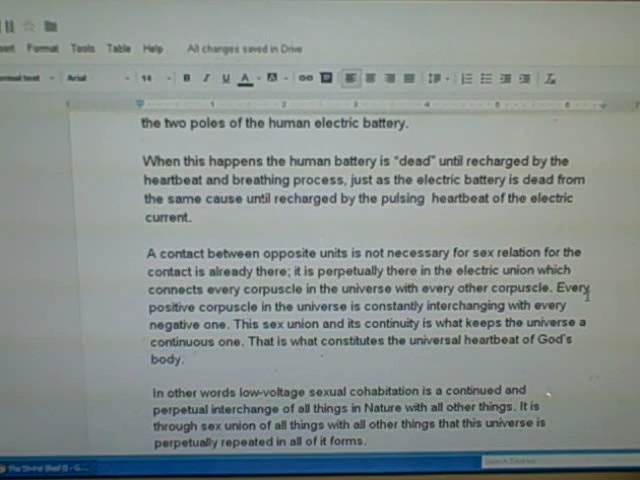 Format Tools Table Help All changes saved in Drive
Arial 14 B I U A A
1 2 3 4 5 6 7
the two poles of the human electric battery.
When this happens the human battery is "dead" until recharged by the
heartbeat and breathing process, just as the electric battery is dead from
the same cause until recharged by the pulsing heartbeat of the electric
current.
A contact between opposite units is not necessary for sex relation for the
contact is already there; it is perpetually there in the electric union which
connects every corpuscle in the universe with every other corpuscle. Every
positive corpuscle in the universe is constantly interchanging with every
negative one. This sex union and its continuity is what keeps the universe a
continuous one. That is what constitutes the universal heartbeat of God's
body.
In other words low-voltage sexual cohabitation is a continued and
perpetual interchange of all things in Nature with all other things. It is
through sex union of all things with all other things that this universe is
perpetually repeated in all of it forms.